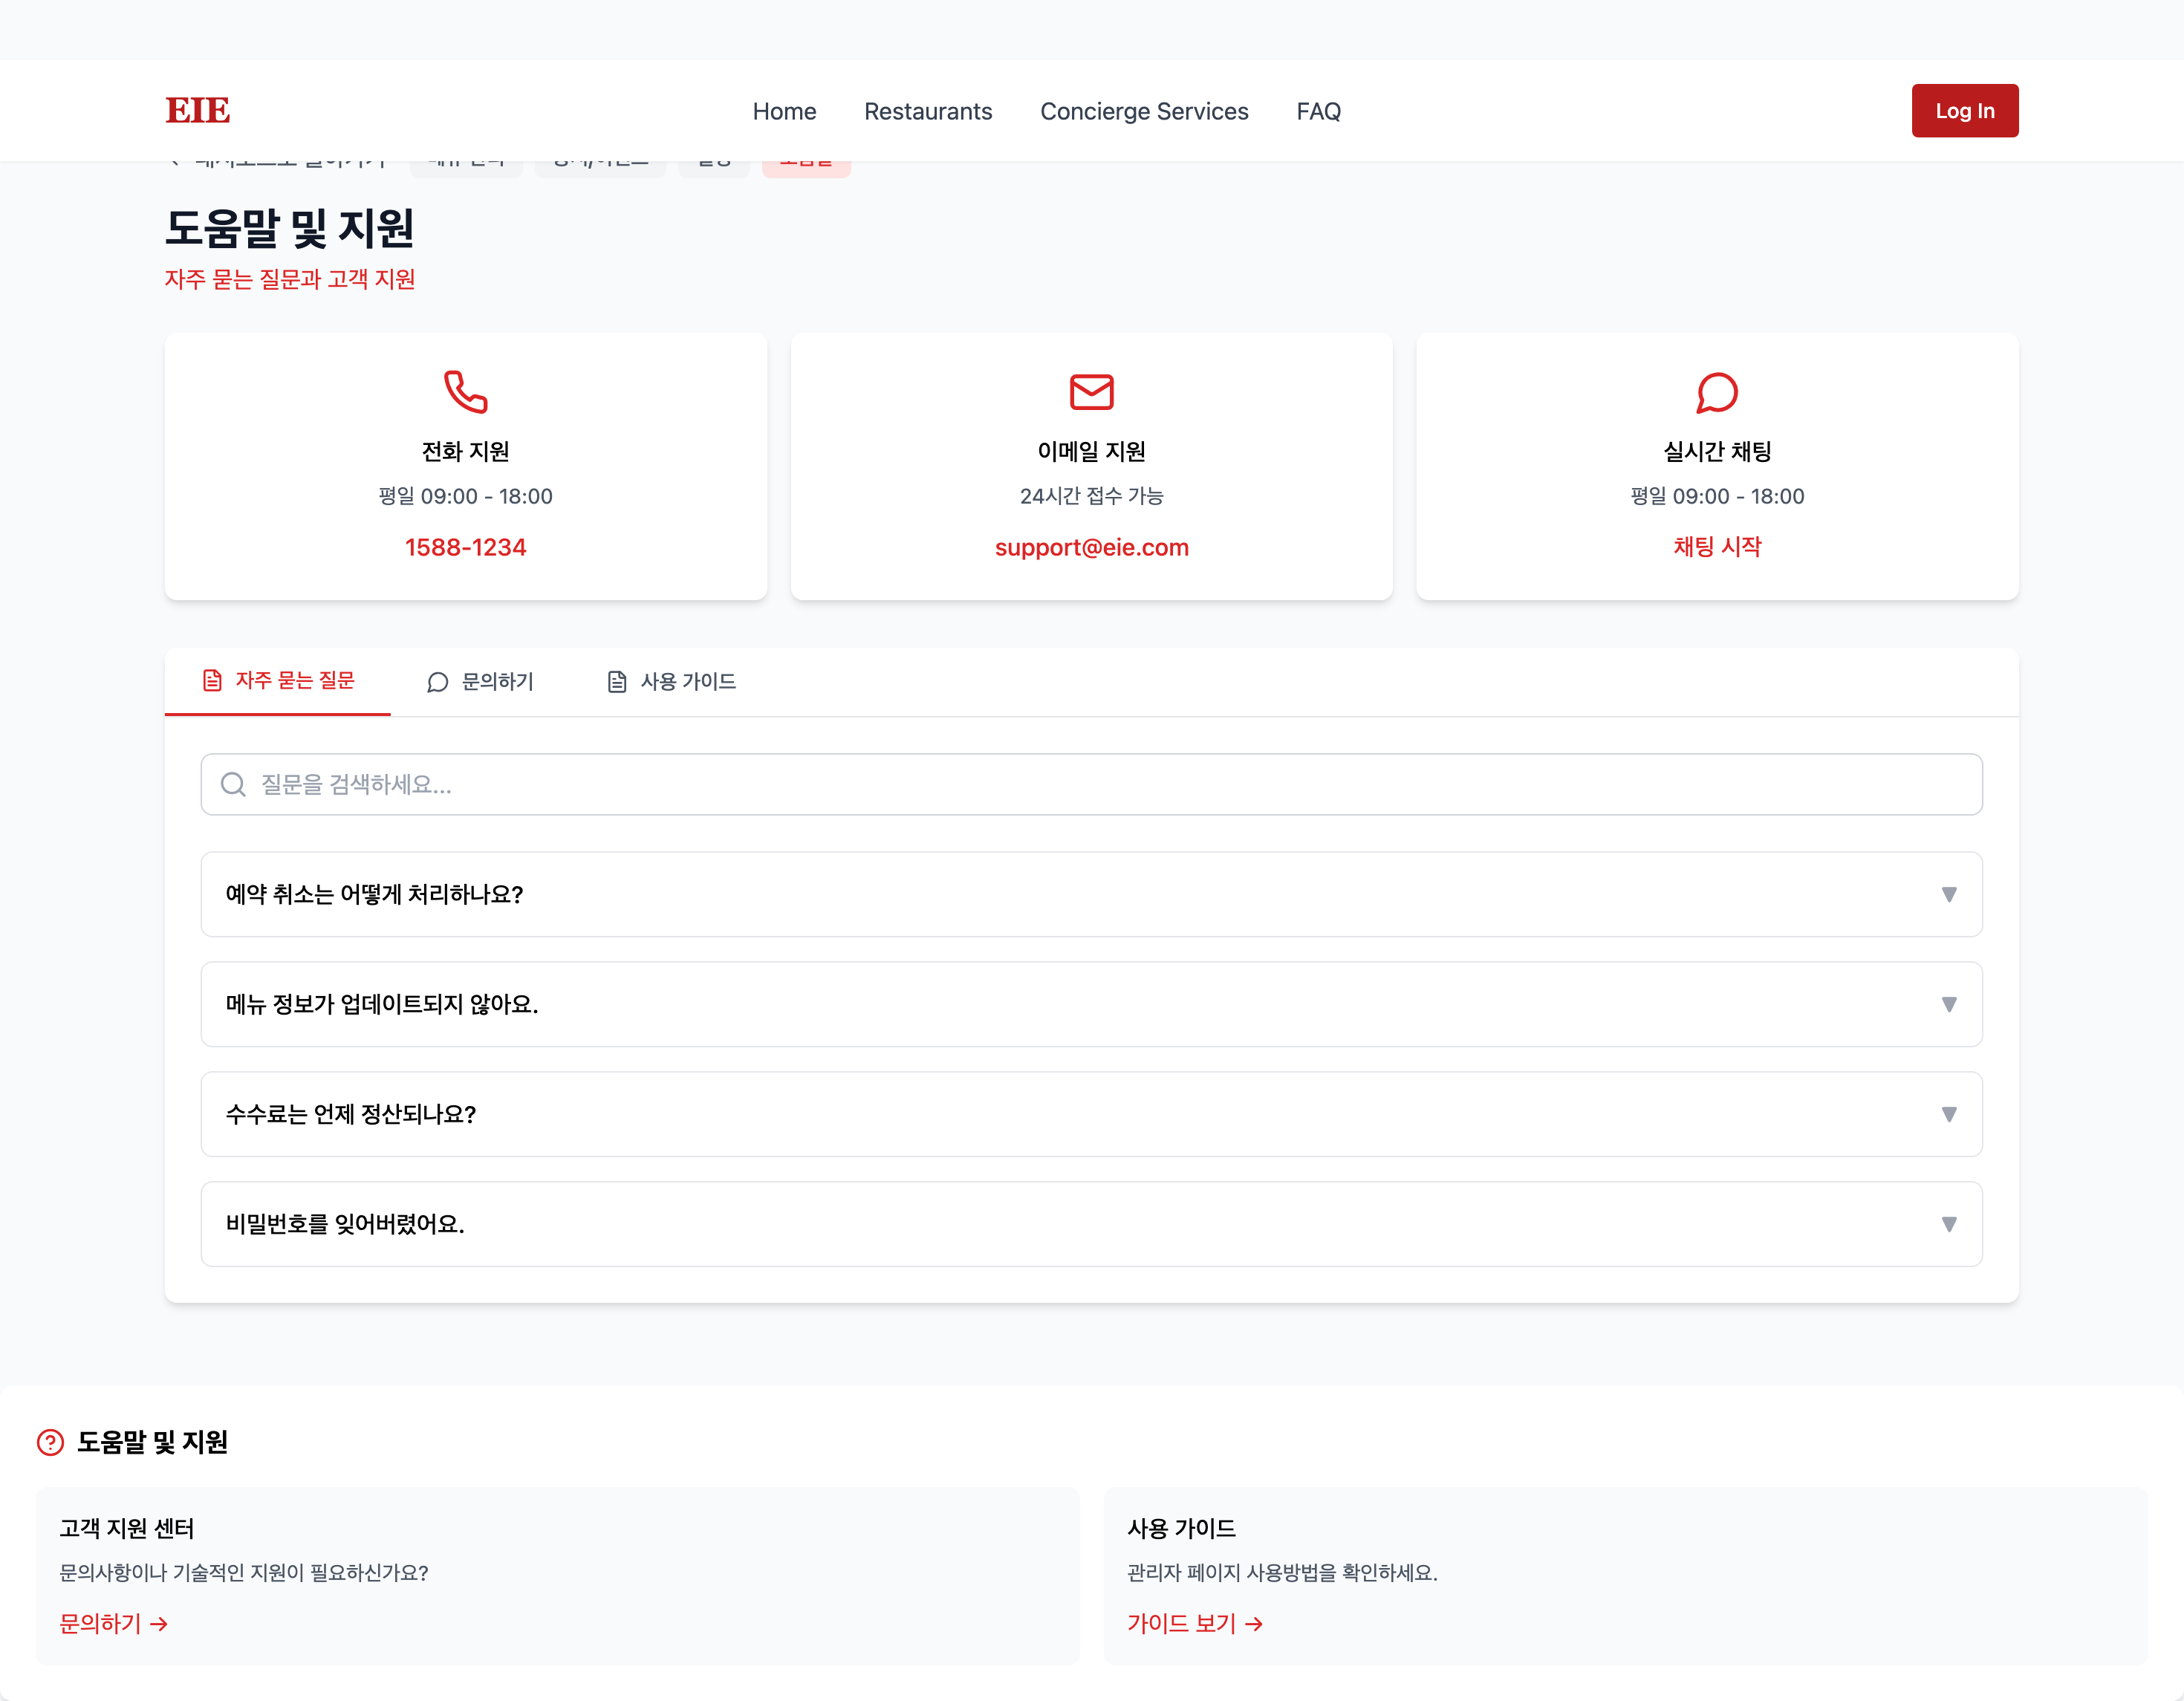 EIE
Home Restaurants Concierge Services FAQ
Log In
도움말 및 지원
자주 묻는 질문과 고객 지원
전화 지원
평일 09:00 - 18:00
1588-1234
이메일 지원
24시간 접수 가능
support@eie.com
실시간 채팅
평일 09:00 - 18:00
채팅 시작
자주 묻는 질문 문의하기 사용 가이드
질문을 검색하세요...
예약 취소는 어떻게 처리하나요?
메뉴 정보가 업데이트되지 않아요.
수수료는 언제 정산되나요?
비밀번호를 잊어버렸어요.
도움말 및 지원
고객 지원 센터
문의사항이나 기술적인 지원이 필요하신가요?
문의하기 →
사용 가이드
관리자 페이지 사용방법을 확인하세요.
가이드 보기 →